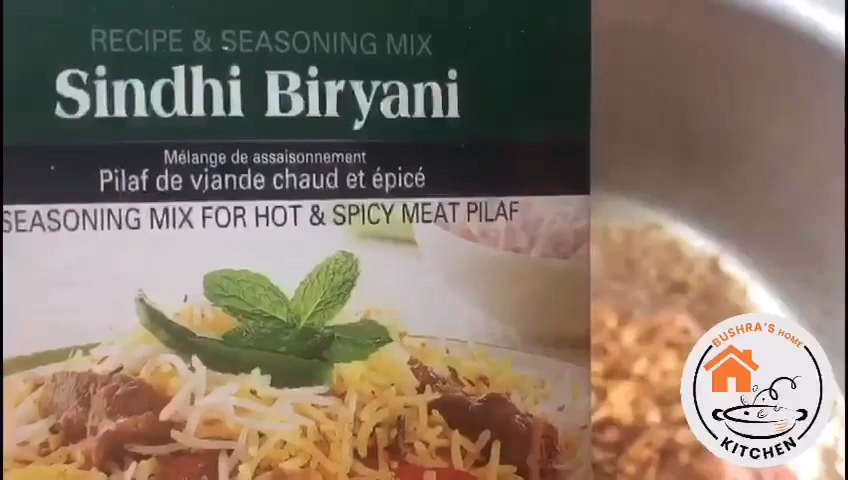 RECIPE & SEASONING MIX
Sindhi Biryani
Mélange de assaisonnement
Pilaf de vjande chaud et épicé
SEASONING MIX FOR HOT & SPICY MEAT PILAF
BUSHRA'S HOME
KITCHEN